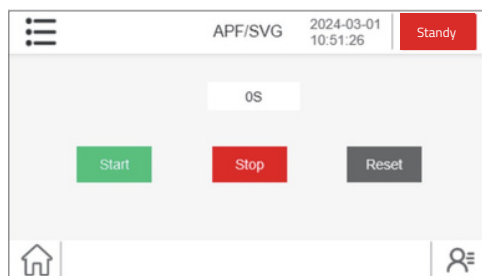 APF/SVG
2024-03-01
10:51:26
Standy
0S
Start
Stop
Reset